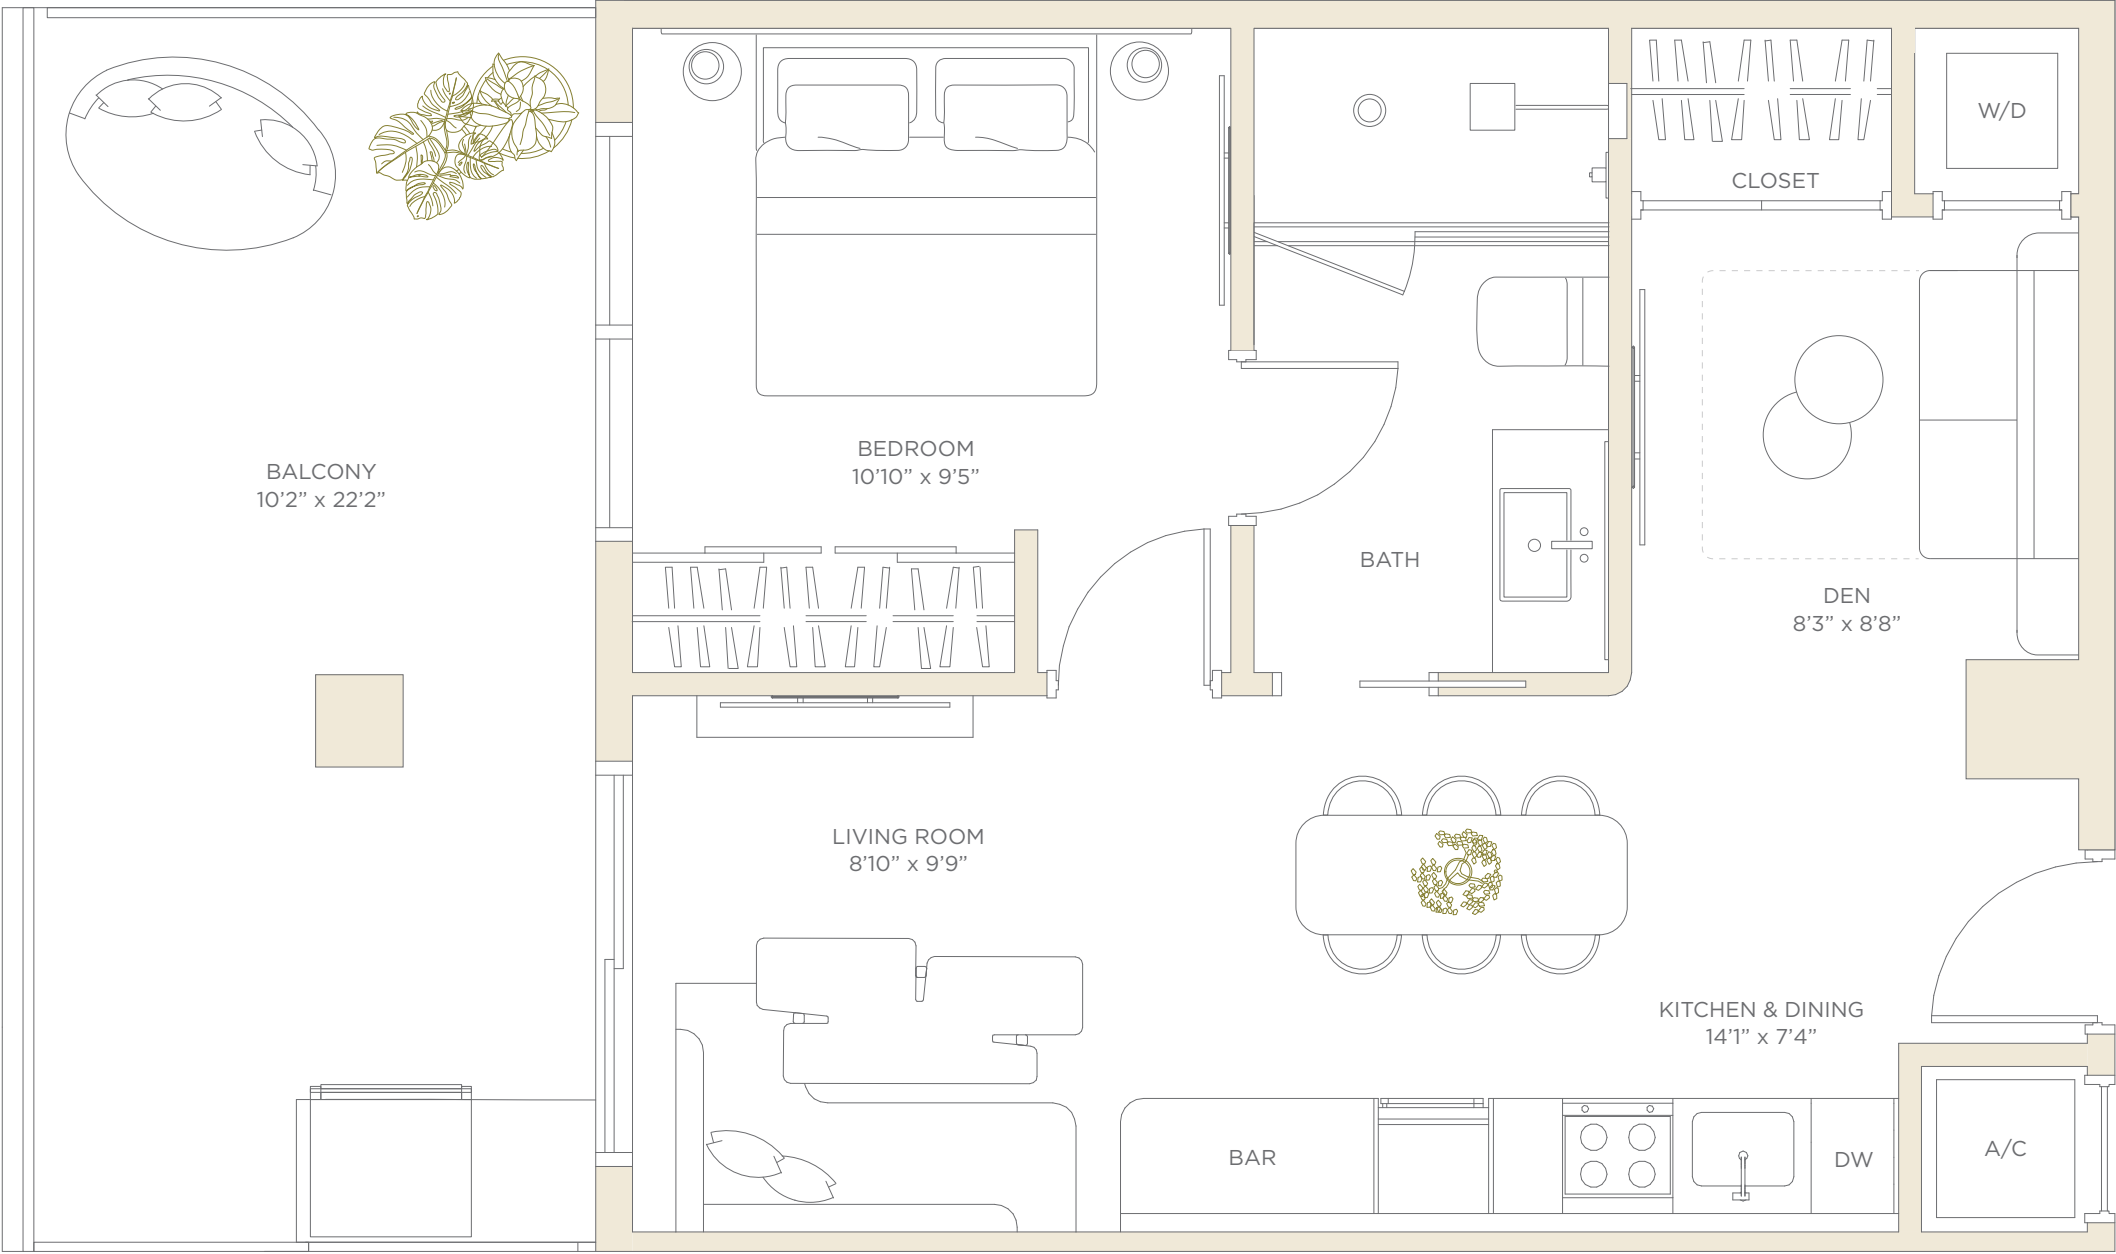 W/D
CLOSET
BEDROOM
10’10” x 9’5”
BALCONY
10’2” x 22’2”
BATH
DEN
8’3” x 8’8”
LIVING ROOM
8’10” x 9’9”
KITCHEN & DINING
14’1” x 7’4”
BAR
DW
A/C